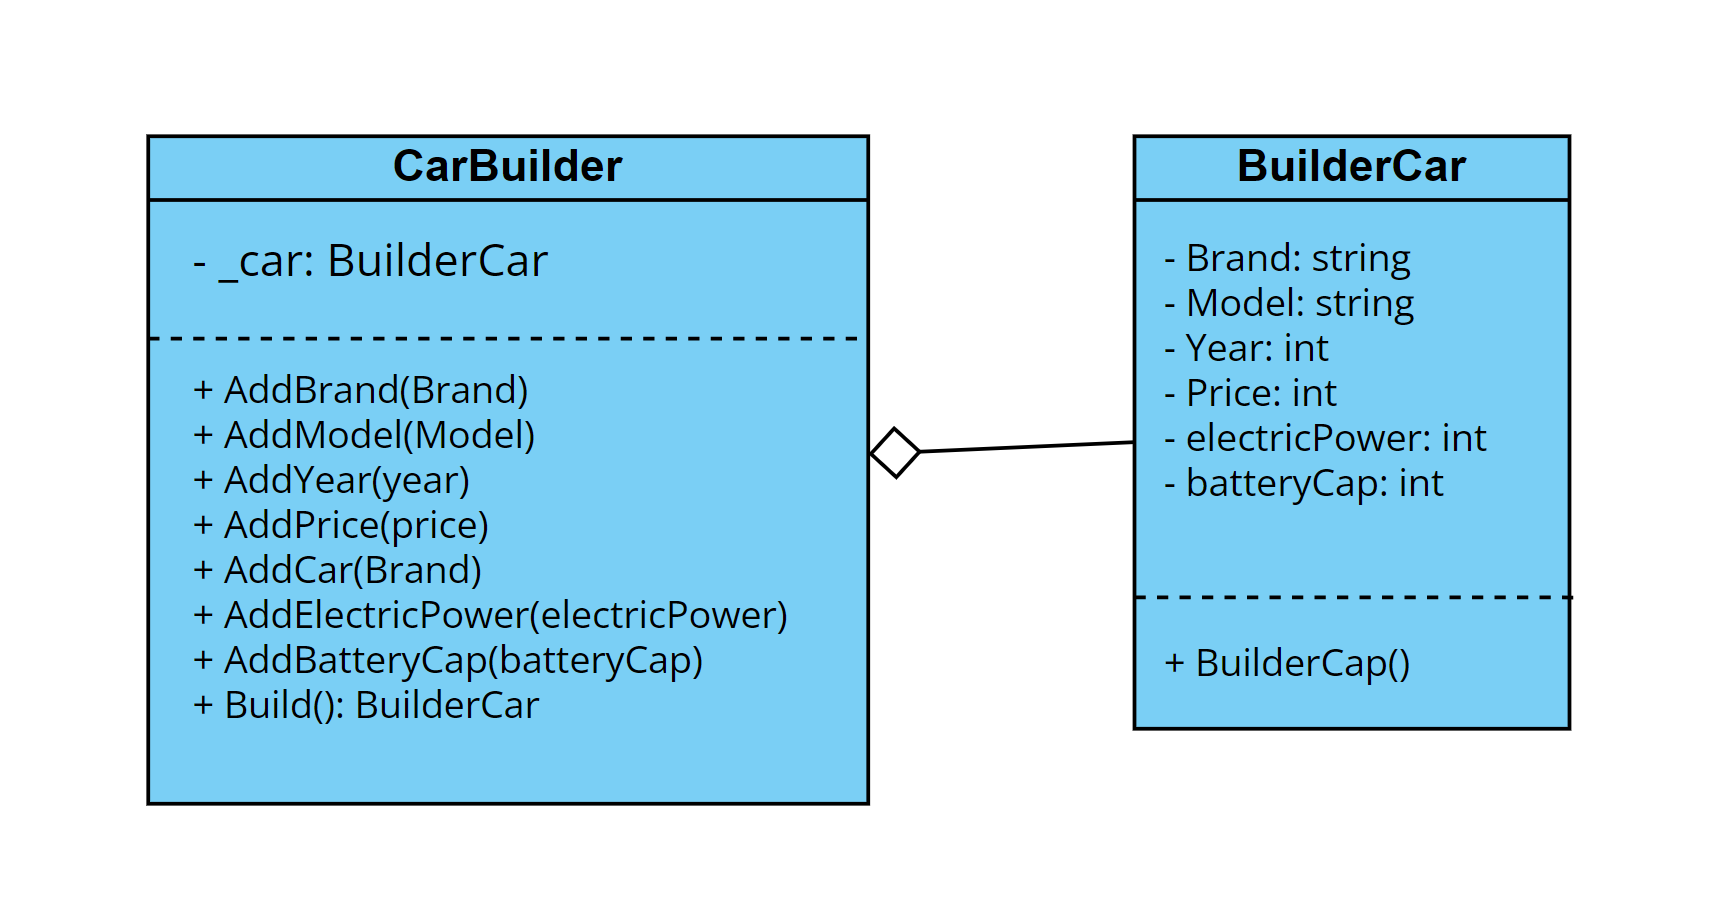 CarBuilder
- _car: BuilderCar
+ AddBrand(Brand)
+ AddModel(Model)
+ AddYear(year)
+ AddPrice(price)
+ AddCar(Brand)
+ AddElectricPower(electricPower)
+ AddBatteryCap(batteryCap)
+ Build(): BuilderCar
BuilderCar
- Brand: string
- Model: string
- Year: int
- Price: int
- electricPower: int
- batteryCap: int
+ BuilderCap()